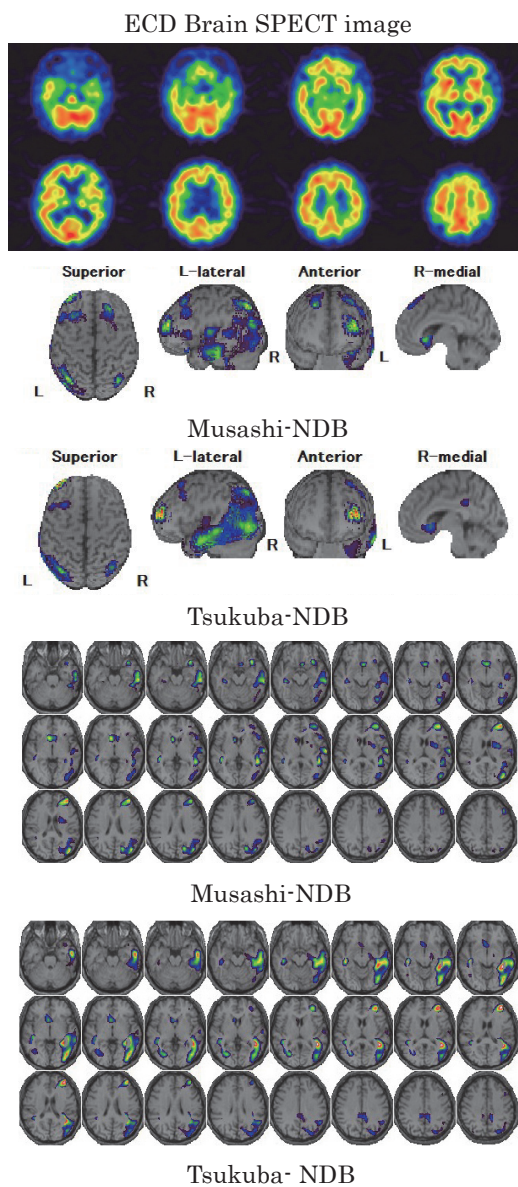 ECD Brain SPECT image
Superior L-lateral Anterior R-medial
L R R L
Musashi-NDB
Superior L-lateral Anterior R-medial
L R R L
Tsukuba-NDB
Musashi-NDB
Tsukuba- NDB